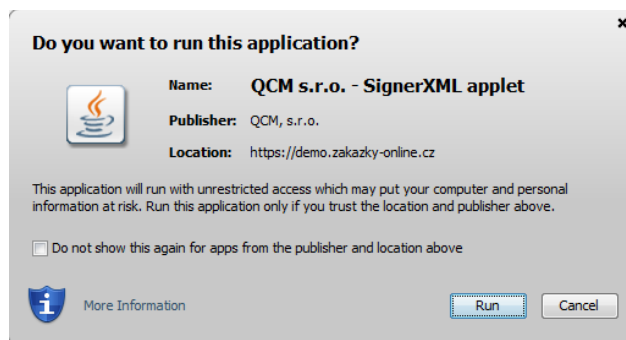 Do you want to run this application?
Name: QCM s.r.o. - SignerXML applet
Publisher: QCM, s.r.o.
Location: https://demo.zakazky-online.cz
This application will run with unrestricted access which may put your computer and personal
information at risk. Run this application only if you trust the location and publisher above.
Do not show this again for apps from the publisher and location above
More Information
Run
Cancel